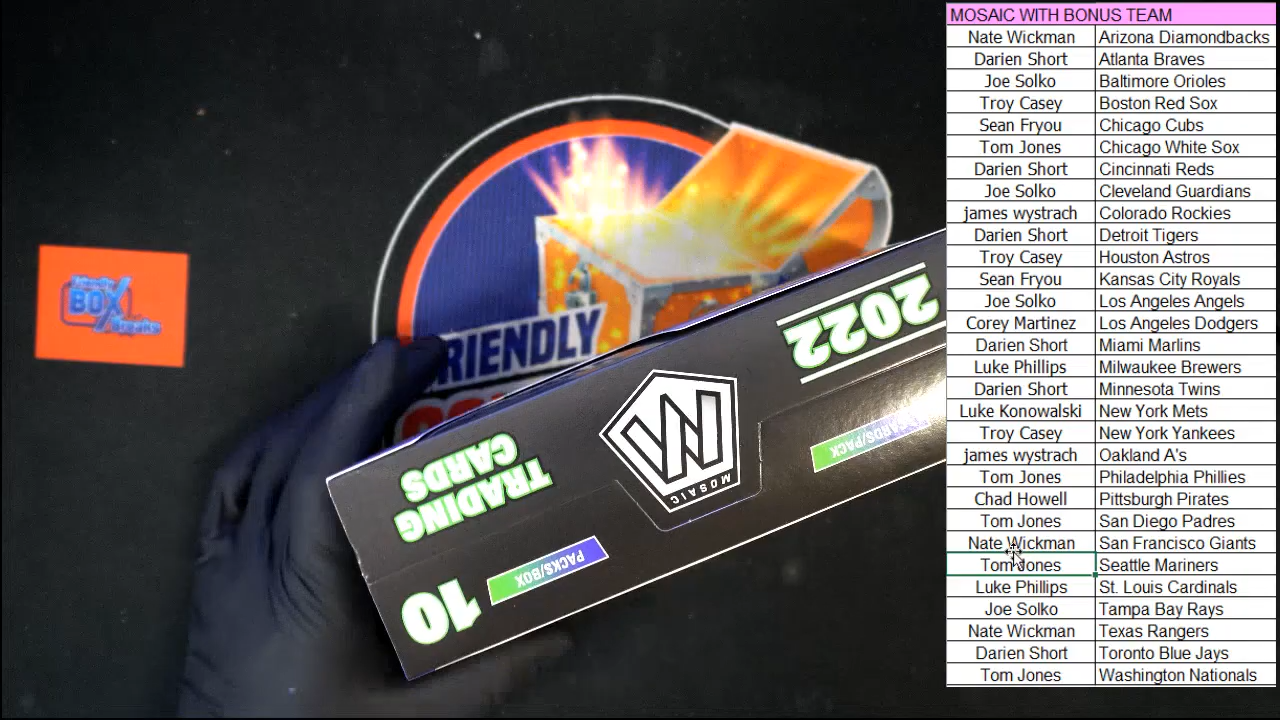 MOSAIC WITH BONUS TEAM
Nate Wickman Arizona Diamondbacks
Darien Short Atlanta Braves
Joe Solko Baltimore Orioles
Troy Casey Boston Red Sox
Sean Fryou Chicago Cubs
Tom Jones Chicago White Sox
Darien Short Cincinnati Reds
Joe Solko Cleveland Guardians
james wystrach Colorado Rockies
Darien Short Detroit Tigers
Troy Casey Houston Astros
Sean Fryou Kansas City Royals
Joe Solko Los Angeles Angels
Corey Martinez Los Angeles Dodgers
Darien Short Miami Marlins
Luke Phillips Milwaukee Brewers
Darien Short Minnesota Twins
Luke Konowalski New York Mets
Troy Casey New York Yankees
james wystrach Oakland A's
Tom Jones Philadelphia Phillies
Chad Howell Pittsburgh Pirates
Tom Jones San Diego Padres
Nate Wickman San Francisco Giants
Tom Jones Seattle Mariners
Luke Phillips St. Louis Cardinals
Joe Solko Tampa Bay Rays
Nate Wickman Texas Rangers
Darien Short Toronto Blue Jays
Tom Jones Washington Nationals
Friendly
BOX
Breaks
RIENDLY
2022
CARDS/PACK
MOSAIC
TRADING
CARDS
10
PACKS/BOX